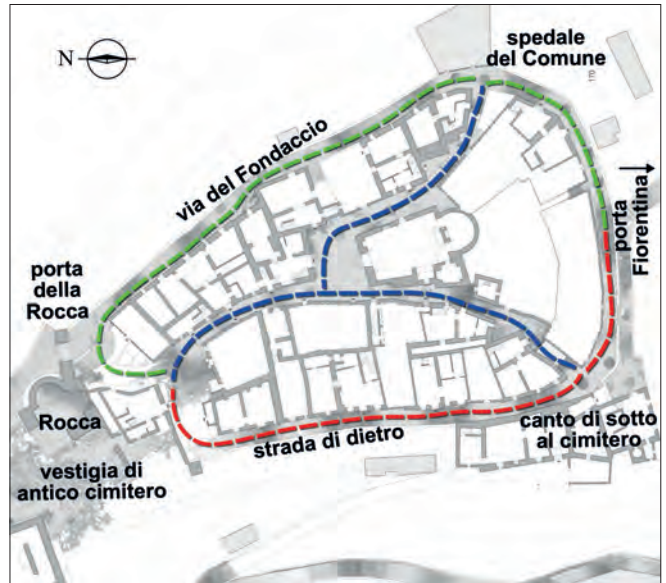 spedale
del Comune
N
via del Fondaccio
porta
Fiorentina
porta
della
Rocca
Rocca
vestigia di
antico cimitero
strada di dietro
canto di sotto
al cimitero